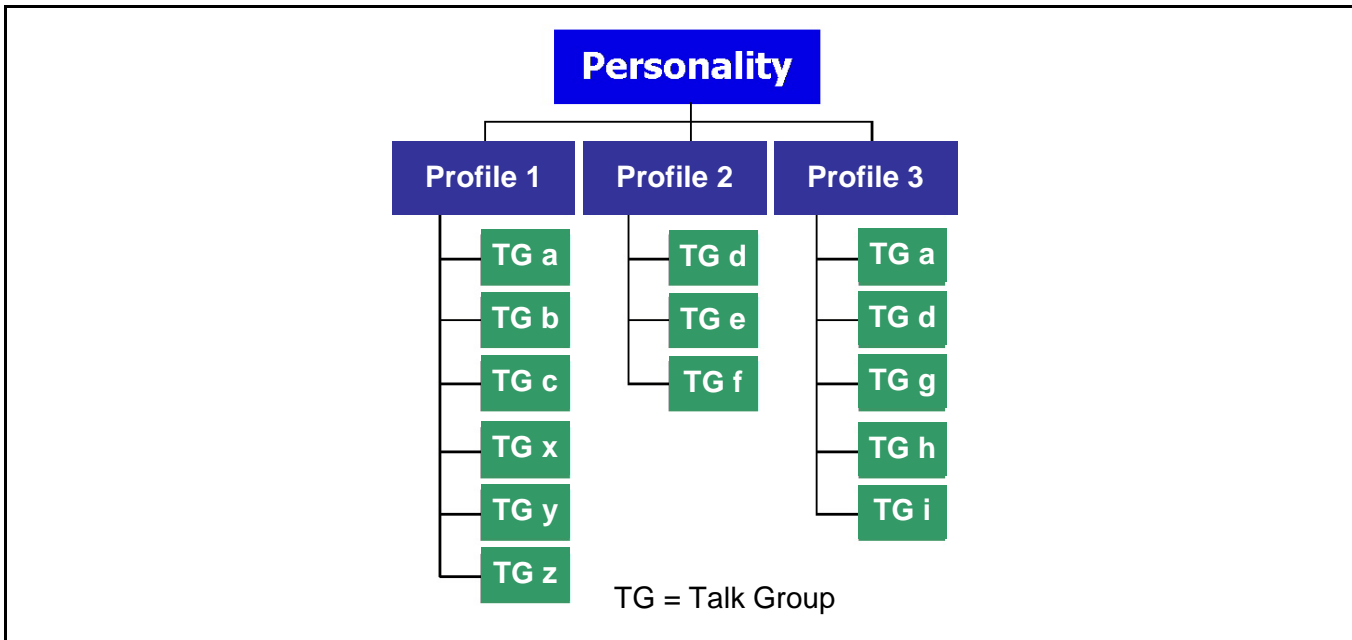 Personality
Profile 1
Profile 2
Profile 3
TG a
TG b
TG c
TG x
TG y
TG z
TG d
TG e
TG f
TG a
TG d
TG g
TG h
TG i
TG = Talk Group